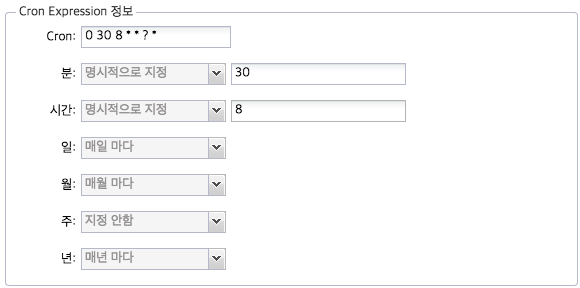 Cron Expression 정보
Cron: 0 30 8 * * ? *
분: 명시적으로 지정 30
시간: 명시적으로 지정 8
일: 매일 마다
월: 매월 마다
주: 지정 안함
년: 매년 마다